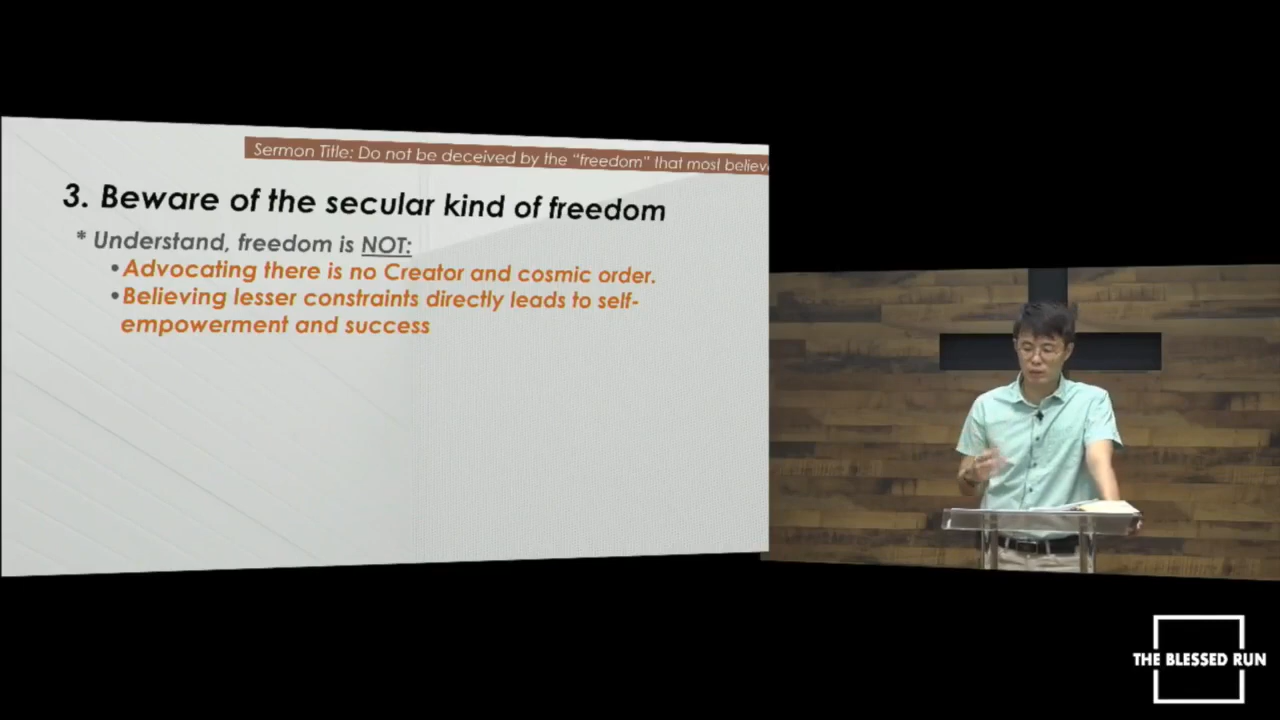 Sermon Title: Do not be deceived by the "freedom" that most
3. Beware of the secular kind of freedom
* Understand, freedom is NOT:
• Advocating there is no Creator and cosmic order.
• Believing lesser constraints directly leads to self-
empowerment and success
THE BLESSED RUN